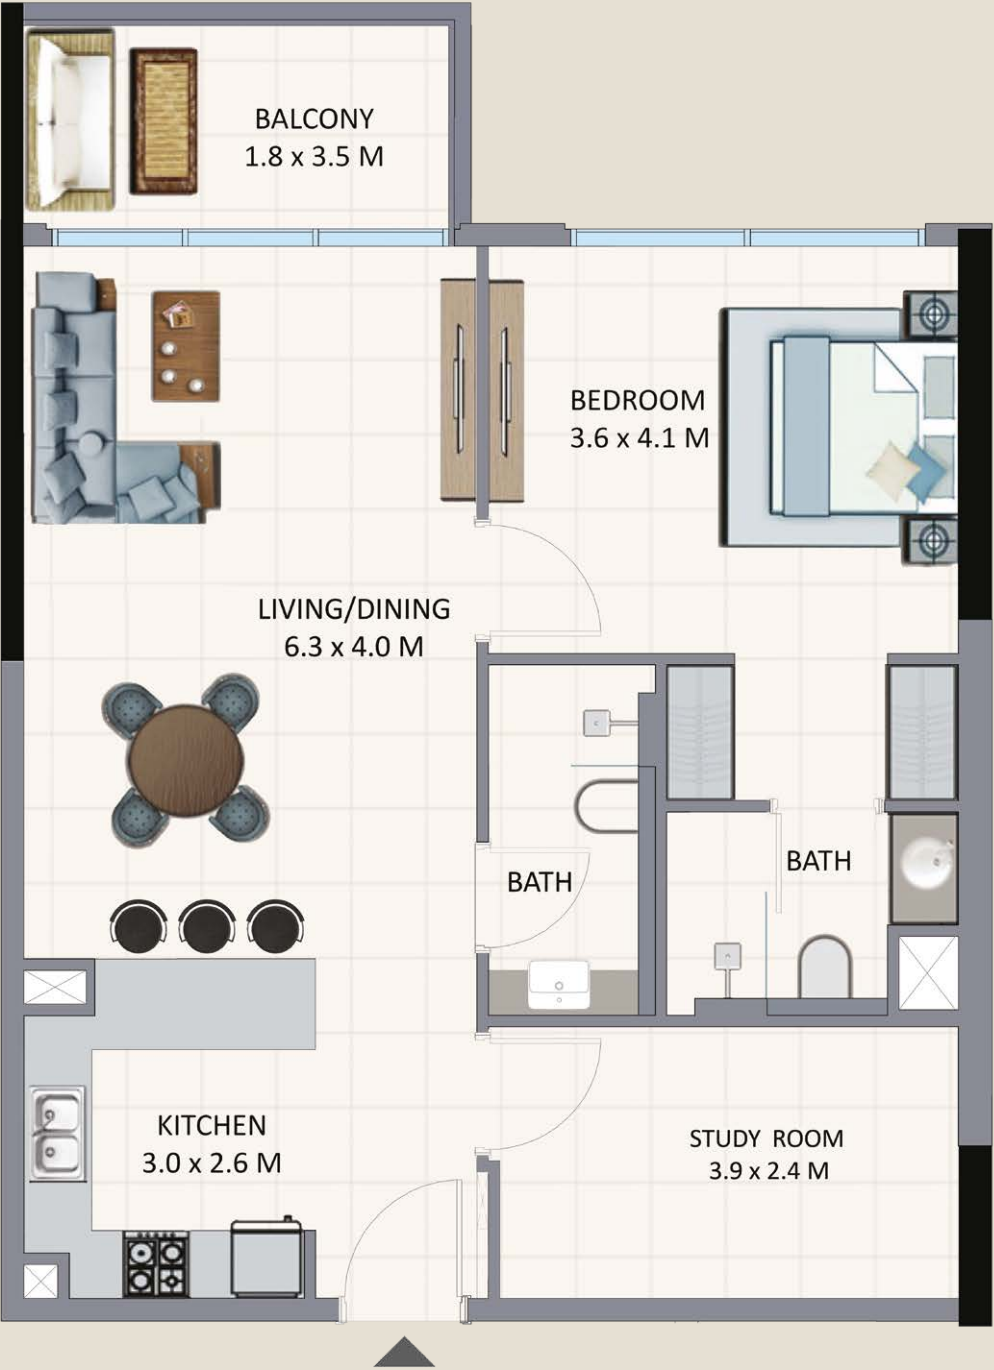 BALCONY
1.8 x 3.5 M
BEDROOM
3.6 x 4.1 M
LIVING/DINING
6.3 x 4.0 M
BATH
BATH
KITCHEN
3.0 x 2.6 M
STUDY ROOM
3.9 x 2.4 M